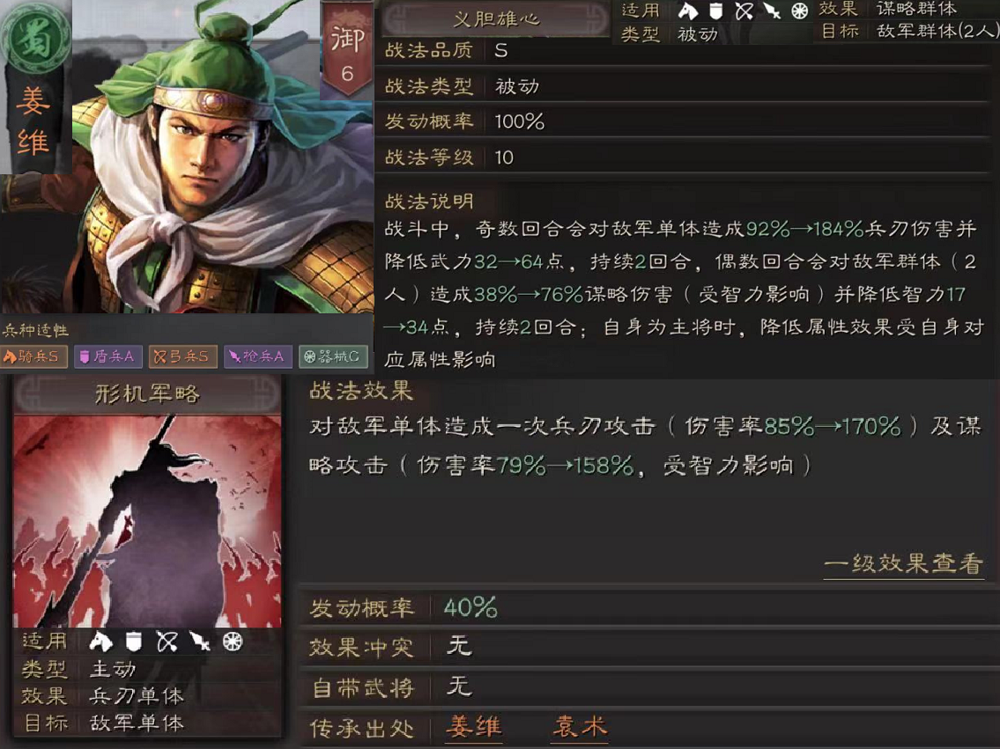 蜀
姜维
御
6
兵种适性
骑兵S 盾兵A 弓兵S 枪兵A 器械C
义胆雄心
适用
类型 被动
效果 谋略群体
目标 敌军群体(2人)
战法品质 S
战法类型 被动
发动概率 100%
战法等级 10
战法说明
战斗中，奇数回合会对敌军单体造成92%→184%兵刃伤害并
降低武力32→64点，持续2回合，偶数回合会对敌军群体（2
人）造成38%→76%谋略伤害（受智力影响）并降低智力17
→34点，持续2回合；自身为主将时，降低属性效果受自身对
应属性影响
形机军略
适用
类型 主动
效果 兵刃单体
目标 敌军单体
战法效果
对敌军单体造成一次兵刃攻击（伤害率85%→170%）及谋
略攻击（伤害率79%→158%，受智力影响）
一级效果查看
发动概率 40%
效果冲突 无
自带武将 无
传承出处 姜维 袁术